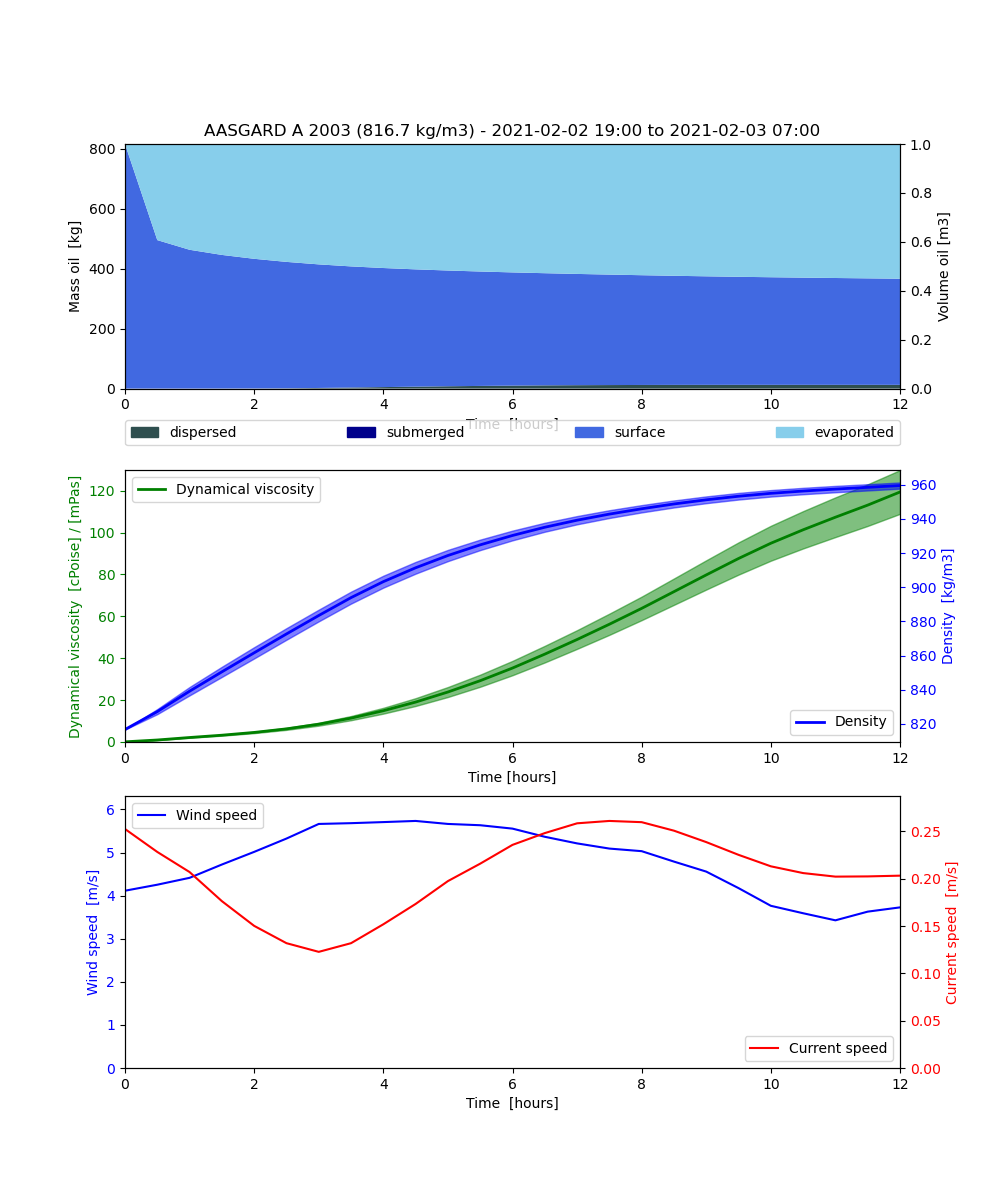 AASGARD A 2003 (816.7 kg/m3) - 2021-02-02 19:00 to 2021-02-03 07:00
Mass oil [kg]
800
600
400
200
0
1.0
0.8
0.6
0.4
0.2
0.0
Volume oil [m3]
0 2 4 6 8 10 12
Time [hours]
dispersed submerged surface evaporated
Dynamical viscosity [cPoise] / [mPas]
120
100
80
60
40
20
0
Dynamical viscosity
960
940
920
900
880
860
840
820
Density [kg/m3]
Density
0 2 4 6 8 10 12
Time [hours]
Wind speed [m/s]
6
5
4
3
2
1
0
Wind speed
0.25
0.20
0.15
0.10
0.05
0.00
Current speed [m/s]
Current speed
0 2 4 6 8 10 12
Time [hours]